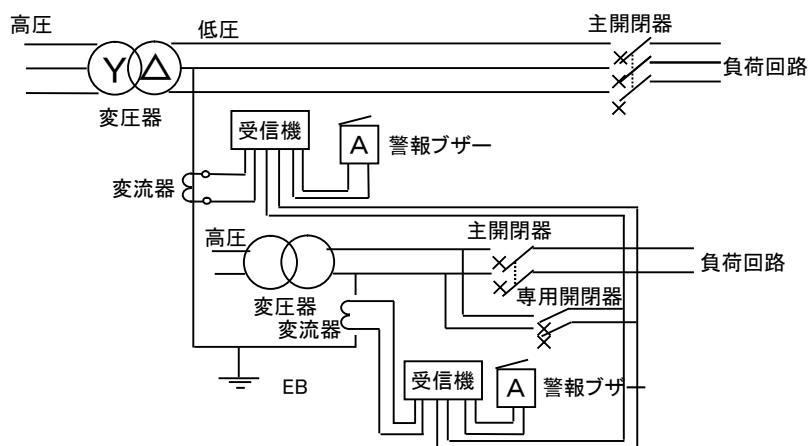 高圧
低圧
主開閉器
負荷回路
Y Δ
変圧器
受信機
A
警報ブザー
変流器
高圧
主開閉器
負荷回路
変圧器
専用開閉器
変流器
EB
受信機
A
警報ブザー